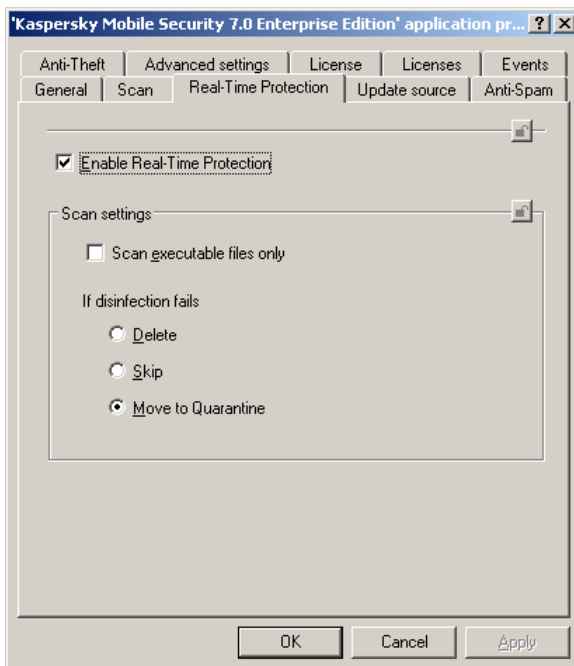 'Kaspersky Mobile Security 7.0 Enterprise Edition' application pr...
Anti-Theft Advanced settings License Licenses Events
General Scan Real-Time Protection Update source Anti-Spam
Enable Real-Time Protection
Scan settings
Scan executable files only
If disinfection fails
Delete
Skip
Move to Quarantine
OK Cancel Apply